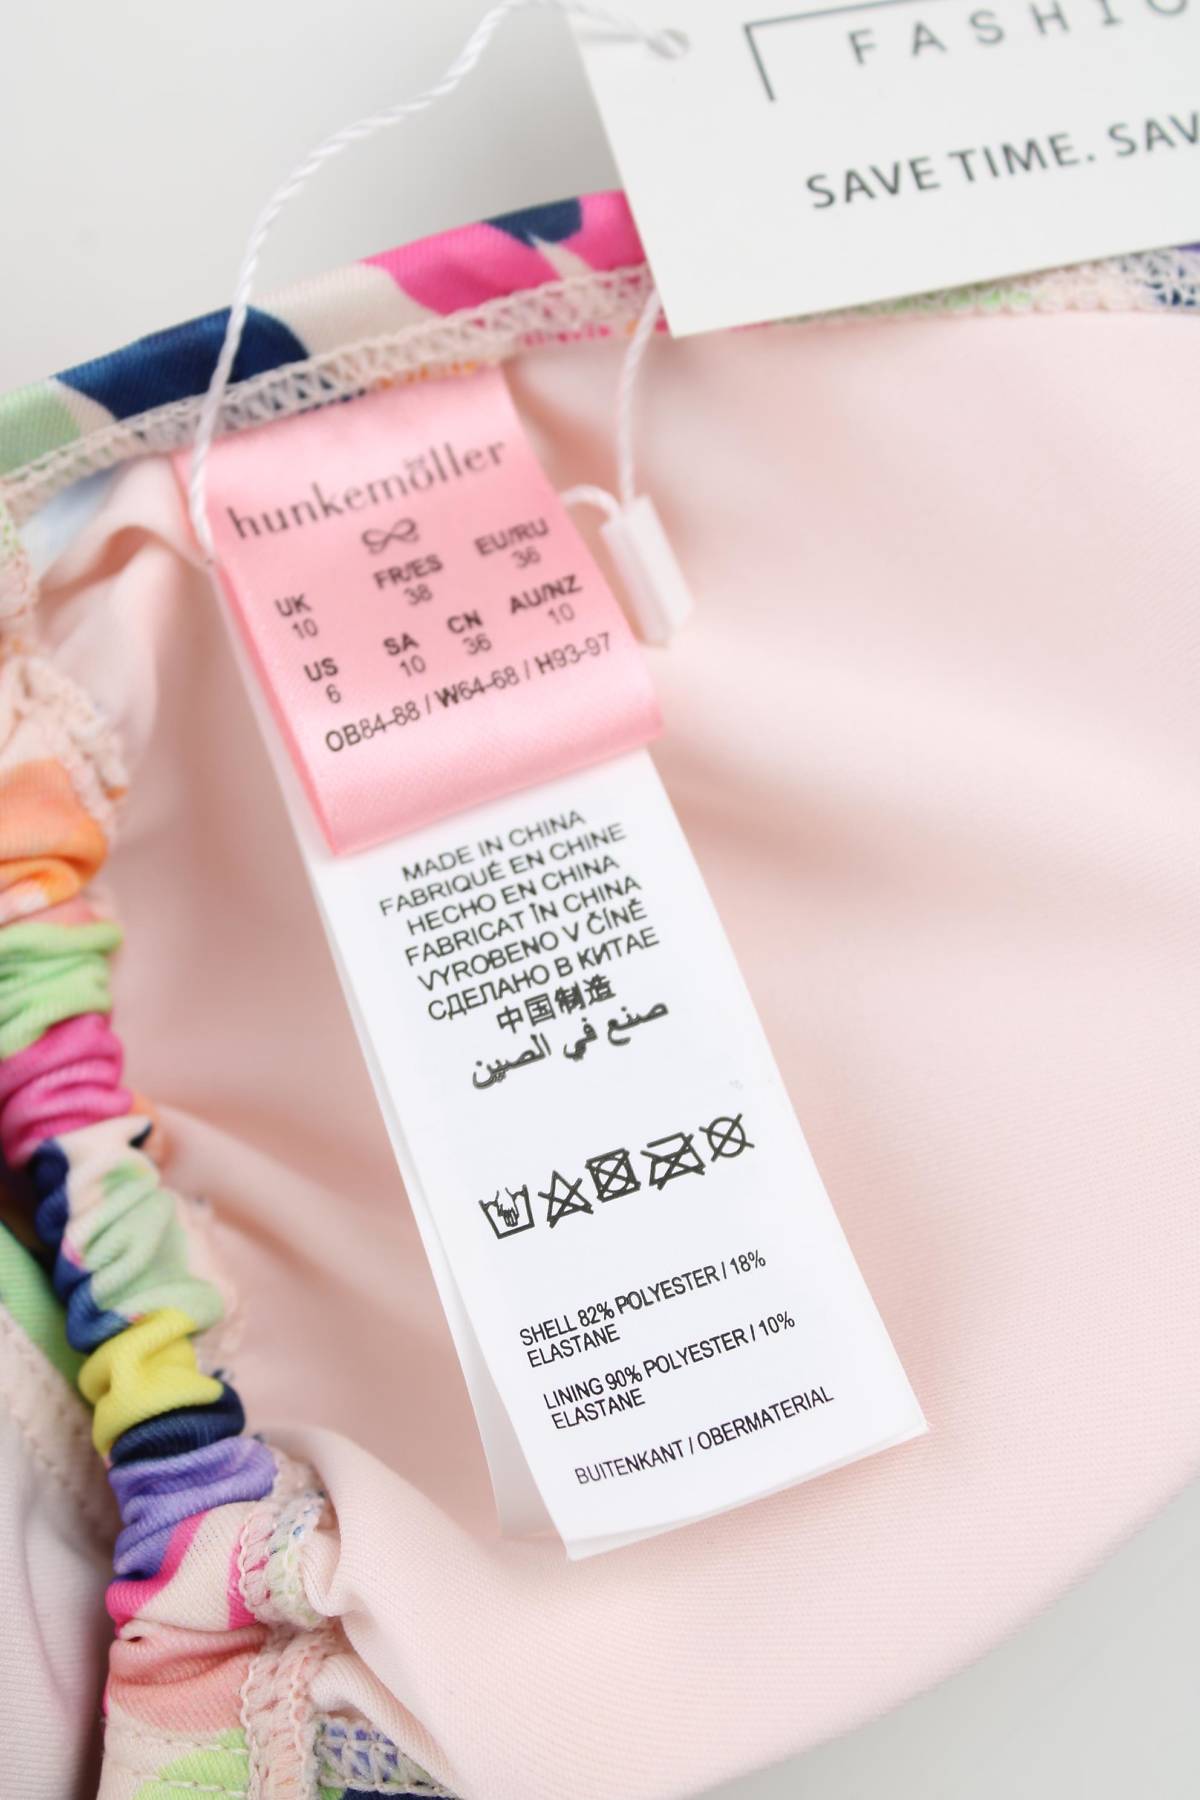 FASHIO
SAVE TIME. SAV
hunkemöller
UK FR/ES EU/RU
10 38 36
US SA CN AU/NZ
6 10 36 10
OB84-88 / W64-68 / H93-97
MADE IN CHINA
FABRIQUÉ EN CHINE
HECHO EN CHINA
FABRICAT ÎN CHINA
VYROBENO V ČÍNĚ
СДЕЛАНО В КИТАЕ
中国制造
صنع في الصين
SHELL 82% POLYESTER / 18%
ELASTANE
LINING 90% POLYESTER / 10%
ELASTANE
BUITENKANT / OBERMATERIAL